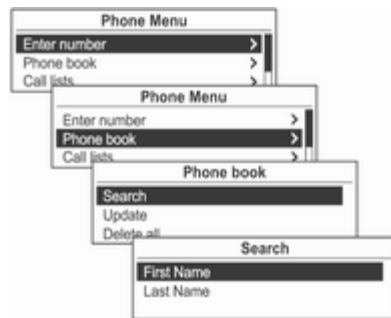 Phone Menu
Enter number >
Phone book >
Call lists >
Phone Menu
Enter number >
Phone book >
Call lists >
Phone book
Search
Update
Delete all
Search
First Name
Last Name